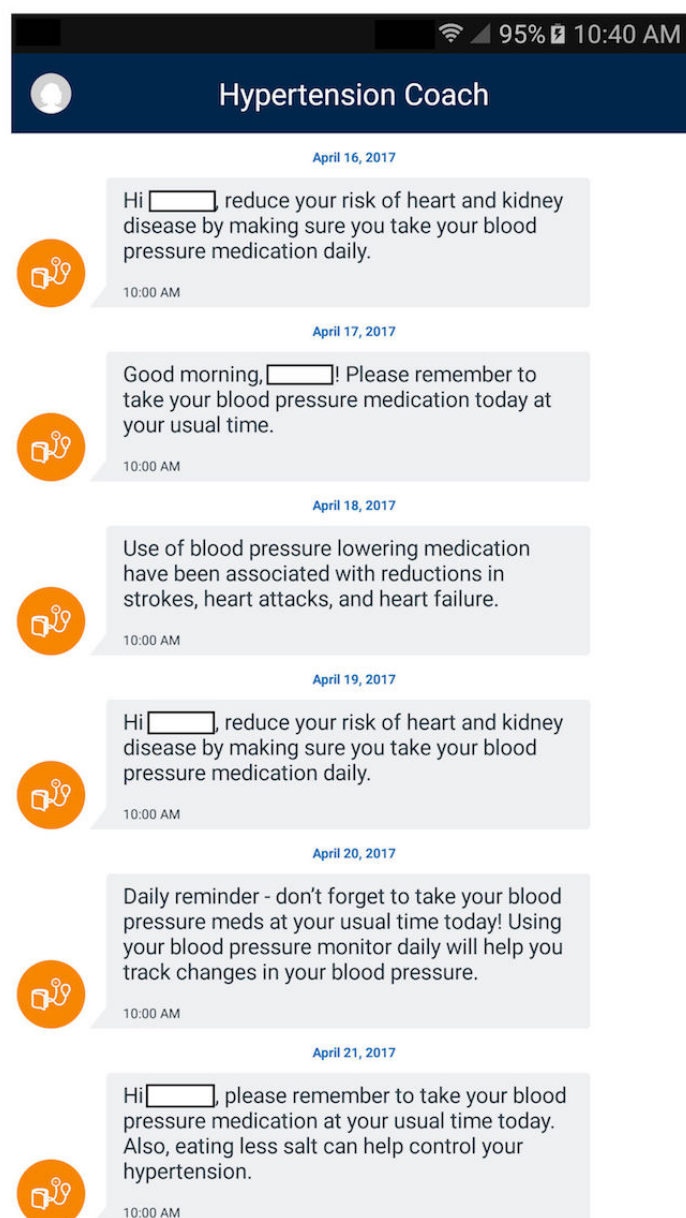 95% 10:40 AM
Hypertension Coach
April 16, 2017
Hi , reduce your risk of heart and kidney
disease by making sure you take your blood
pressure medication daily.
10:00 AM
April 17, 2017
Good morning, ! Please remember to
take your blood pressure medication today at
your usual time.
10:00 AM
April 18, 2017
Use of blood pressure lowering medication
have been associated with reductions in
strokes, heart attacks, and heart failure.
10:00 AM
April 19, 2017
Hi , reduce your risk of heart and kidney
disease by making sure you take your blood
pressure medication daily.
10:00 AM
April 20, 2017
Daily reminder - don’t forget to take your blood
pressure meds at your usual time today! Using
your blood pressure monitor daily will help you
track changes in your blood pressure.
10:00 AM
April 21, 2017
Hi , please remember to take your blood
pressure medication at your usual time today.
Also, eating less salt can help control your
hypertension.
10:00 AM